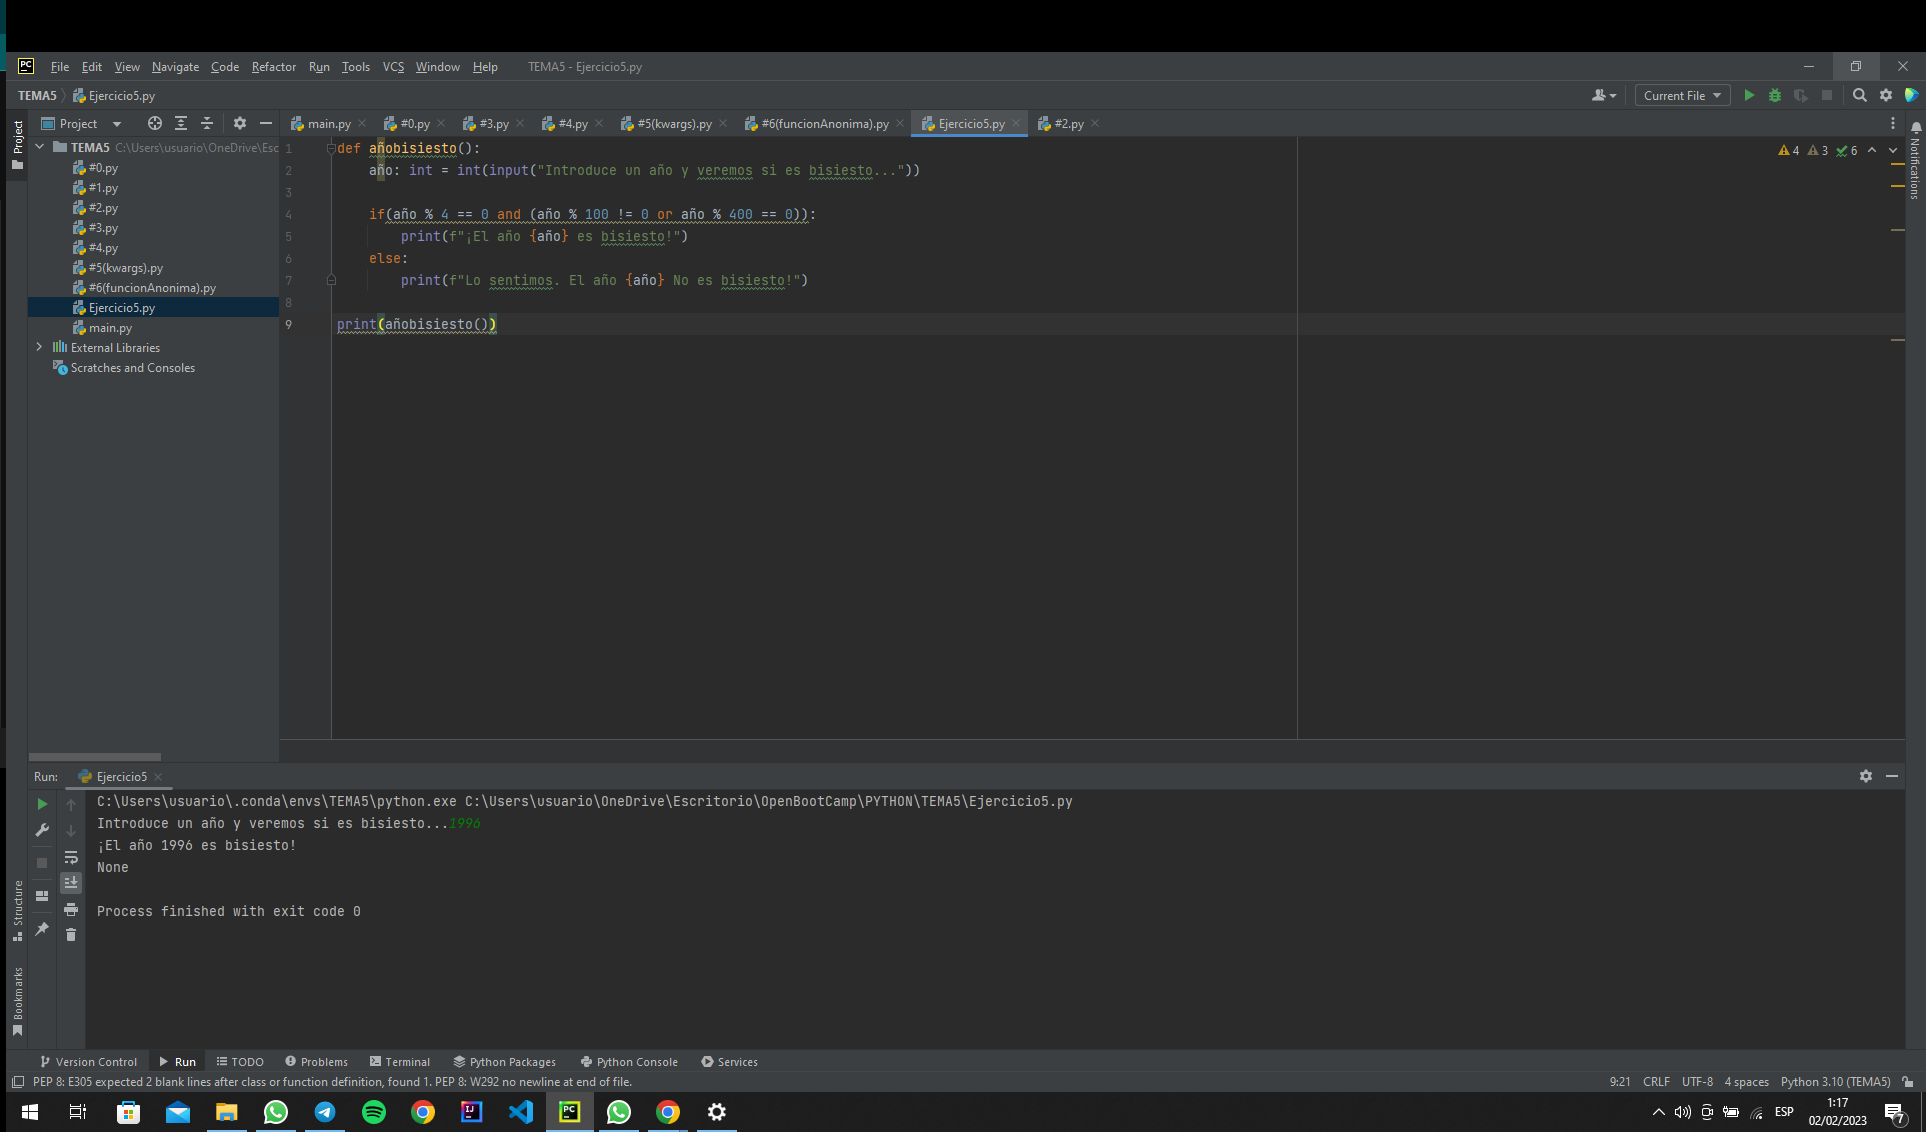 PC File Edit View Navigate Code Refactor Run Tools VCS Window Help TEMA5 - Ejercicio5.py
TEMA5 Ejercicio5.py Current File
Project main.py #0.py #3.py #4.py #5(kwargs).py #6(funcionAnonima).py Ejercicio5.py #2.py
Project
TEMA5 C:\Users\usuario\OneDrive\Esc
#0.py
#1.py
#2.py
#3.py
#4.py
#5(kwargs).py
#6(funcionAnonima).py
Ejercicio5.py
main.py
External Libraries
Scratches and Consoles
1 def añobisiesto():
2 año: int = int(input("Introduce un año y veremos si es bisiesto..."))
3
4 if(año % 4 == 0 and (año % 100 != 0 or año % 400 == 0)):
5 print(f"¡El año {año} es bisiesto!")
6 else:
7 print(f"Lo sentimos. El año {año} No es bisiesto!")
8
9 print(añobisiesto())
4 3 6
Notifications
Run: Ejercicio5
C:\Users\usuario\.conda\envs\TEMA5\python.exe C:\Users\usuario\OneDrive\Escritorio\OpenBootCamp\PYTHON\TEMA5\Ejercicio5.py
Introduce un año y veremos si es bisiesto...1996
¡El año 1996 es bisiesto!
None
Process finished with exit code 0
Structure
Bookmarks
Version Control Run TODO Problems Terminal Python Packages Python Console Services
PEP 8: E305 expected 2 blank lines after class or function definition, found 1. PEP 8: W292 no newline at end of file. 9:21 CRLF UTF-8 4 spaces Python 3.10 (TEMA5)
IJ PC ESP 1:17
02/02/2023 7